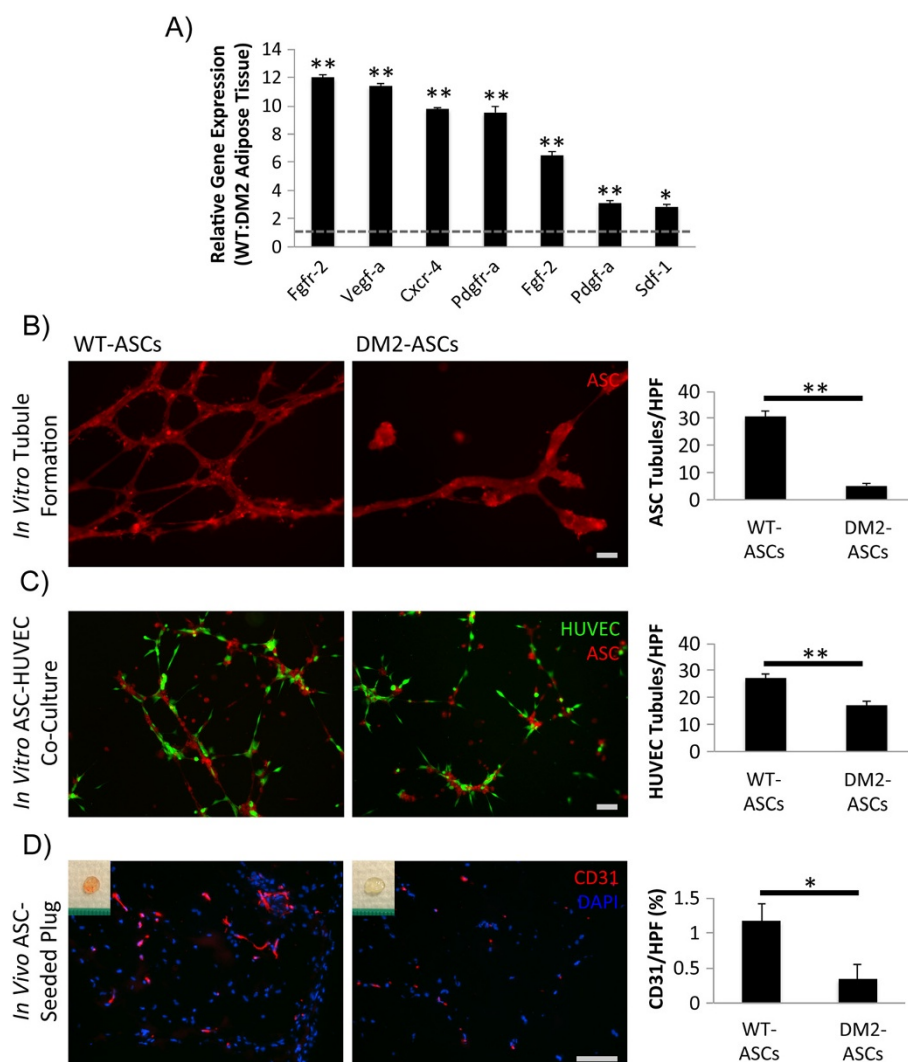 A)
Relative Gene Expression
(WT:DM2 Adipose Tissue)
14
12
10
8
6
4
2
0
**
**
**
**
**
**
*
Fgfr-2
Vegf-a
Cxcr-4
Pdgfr-a
Fgf-2
Pdgf-a
Sdf-1
B)
WT-ASCs
DM2-ASCs
In Vitro Tubule
Formation
ASC
ASC Tubules/HPF
40
30
20
10
0
**
WT-
ASCs
DM2-
ASCs
C)
In Vitro ASC-HUVEC
Co-Culture
HUVEC
ASC
HUVEC Tubules/HPF
40
30
20
10
0
**
WT-
ASCs
DM2-
ASCs
D)
In Vivo ASC-
Seeded Plug
CD31
DAPI
CD31/HPF (%)
1.5
1
0.5
0
*
WT-
ASCs
DM2-
ASCs